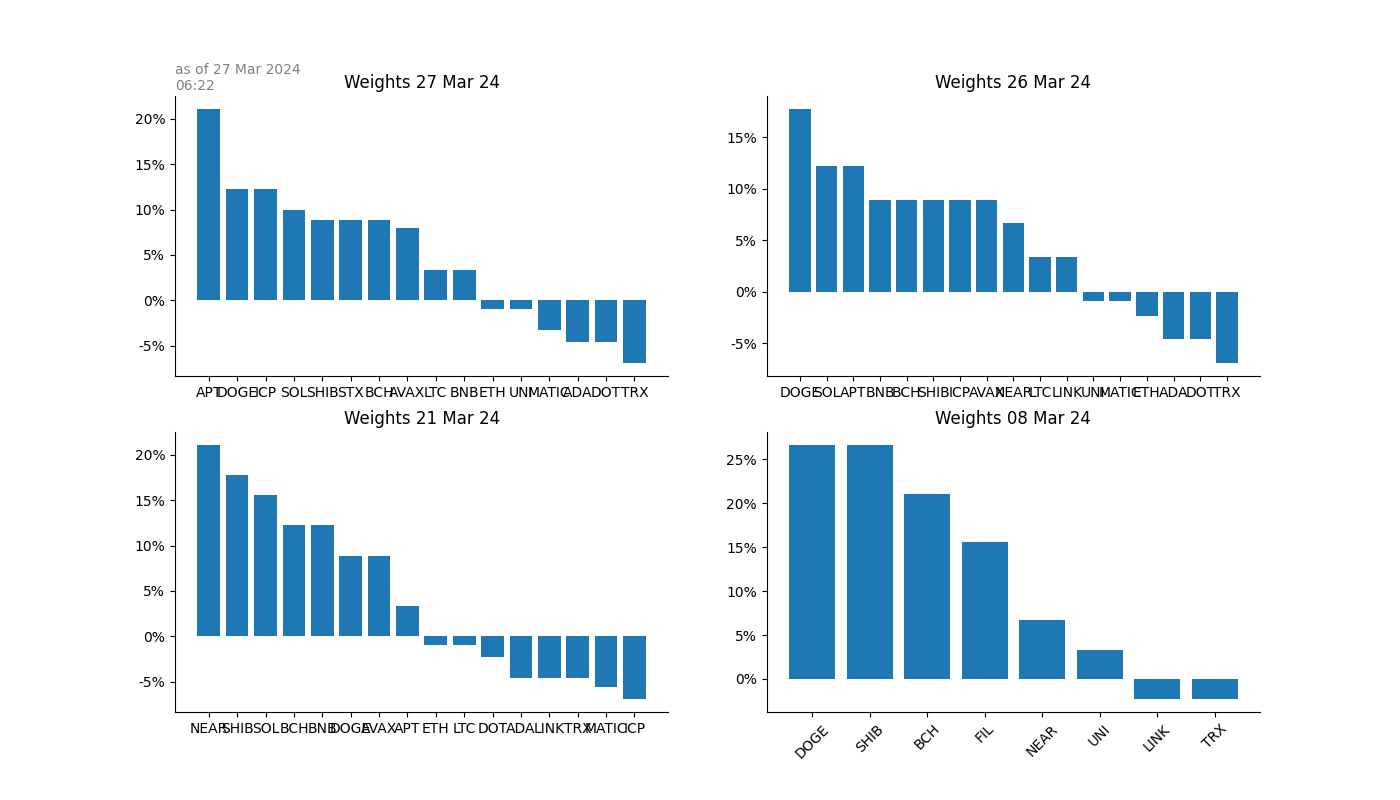 as of 27 Mar 2024
06:22
Weights 27 Mar 24
20%
15%
10%
5%
0%
-5%
APT DOGE ICP SOL SHIB STX BCH AVAX LTC BNB ETH UNI MATIC ADA DOT TRX
Weights 26 Mar 24
15%
10%
5%
0%
-5%
DOGE SOL APT BNB BCH SHIB ICP AVAX NEAR LTC LINK UNI MATIC ETH ADA DOT TRX
Weights 21 Mar 24
20%
15%
10%
5%
0%
-5%
NEAR SHIB SOL BCH BNB DOGE AVAX APT ETH LTC DOT ADA LINK TRX MATIC ICP
Weights 08 Mar 24
25%
20%
15%
10%
5%
0%
DOGE SHIB BCH FIL NEAR UNI LINK TRX